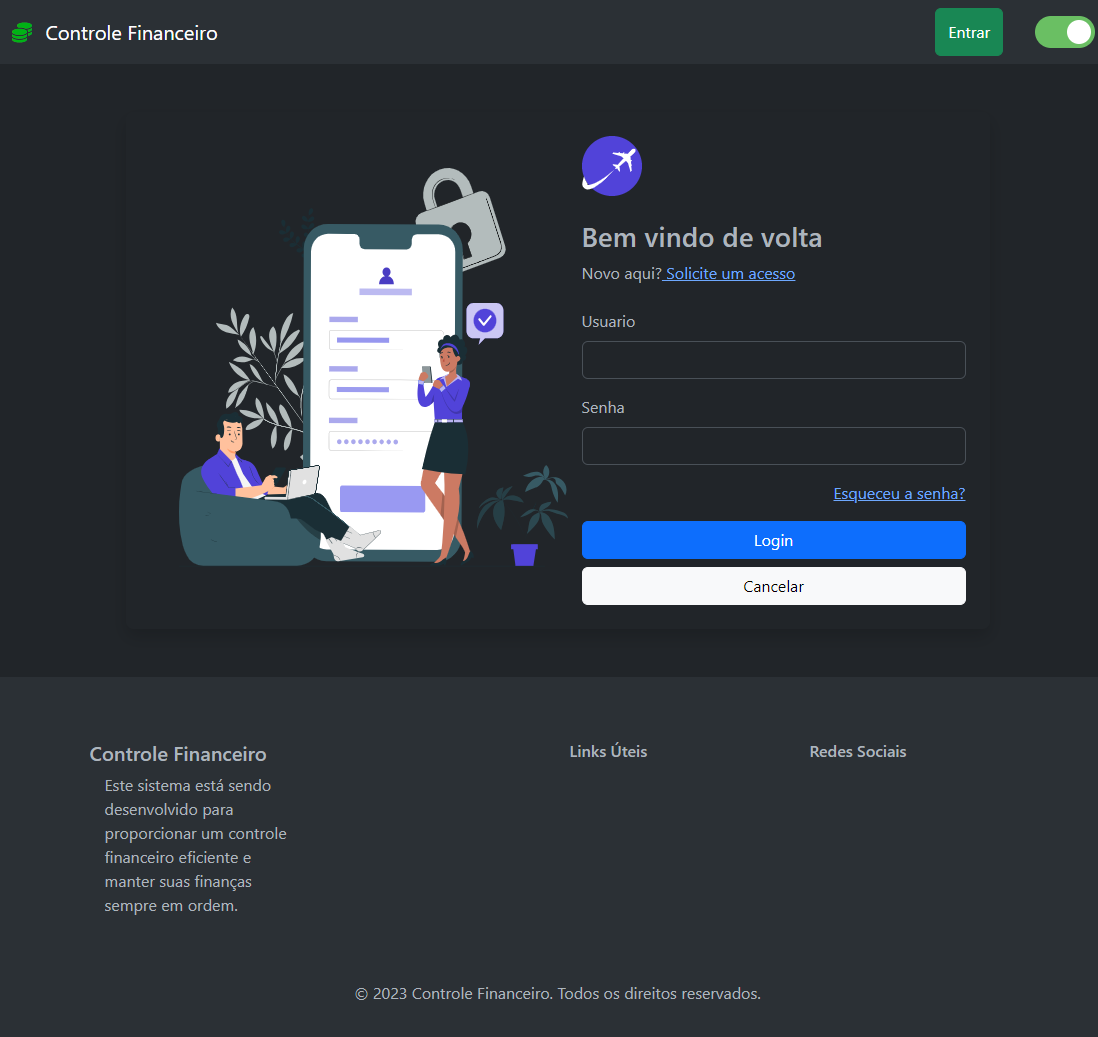 Controle Financeiro
Entrar
Bem vindo de volta
Novo aqui? Solicite um acesso
Usuario
Senha
Esqueceu a senha?
Login
Cancelar
Controle Financeiro
Este sistema está sendo
desenvolvido para
proporcionar um controle
financeiro eficiente e
manter suas finanças
sempre em ordem.
Links Úteis
Redes Sociais
© 2023 Controle Financeiro. Todos os direitos reservados.